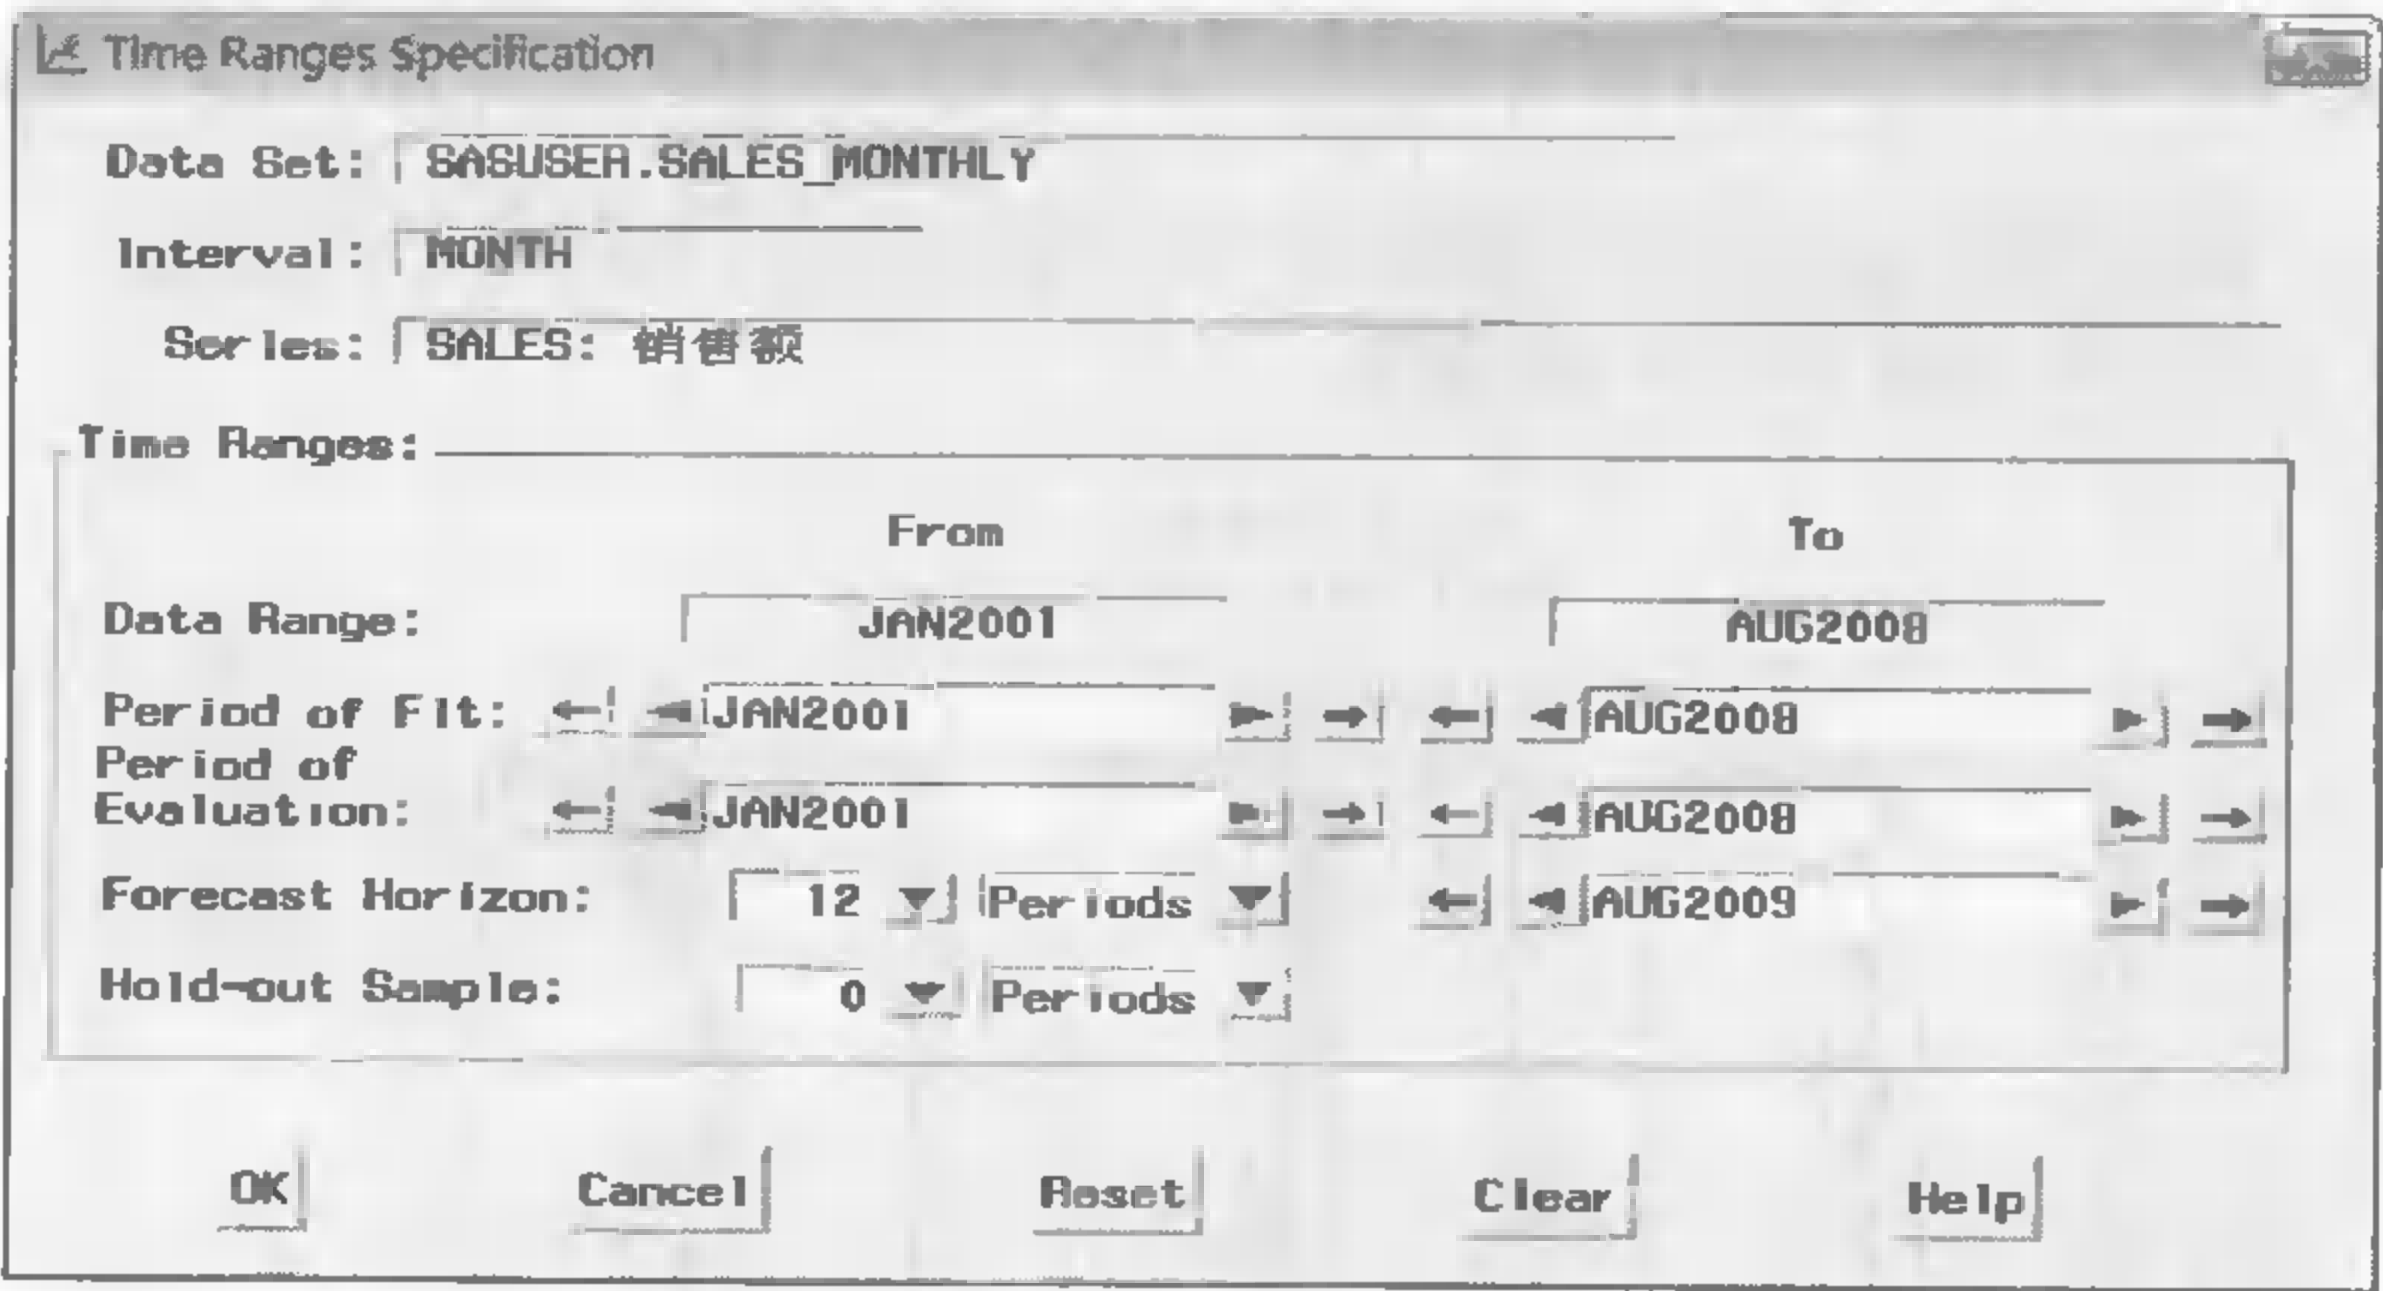 Time Ranges Specification
Data Set: SASUSER.SALES_MONTHLY
Interval: MONTH
Series: SALES: 销售额
Time Ranges:
From To
Data Range: JAN2001 AUG2008
Period of Fit: JAN2001 AUG2008
Period of
Evaluation: JAN2001 AUG2008
Forecast Horizon: 12 Periods AUG2009
Hold-out Sample: 0 Periods
OK Cancel Reset Clear Help